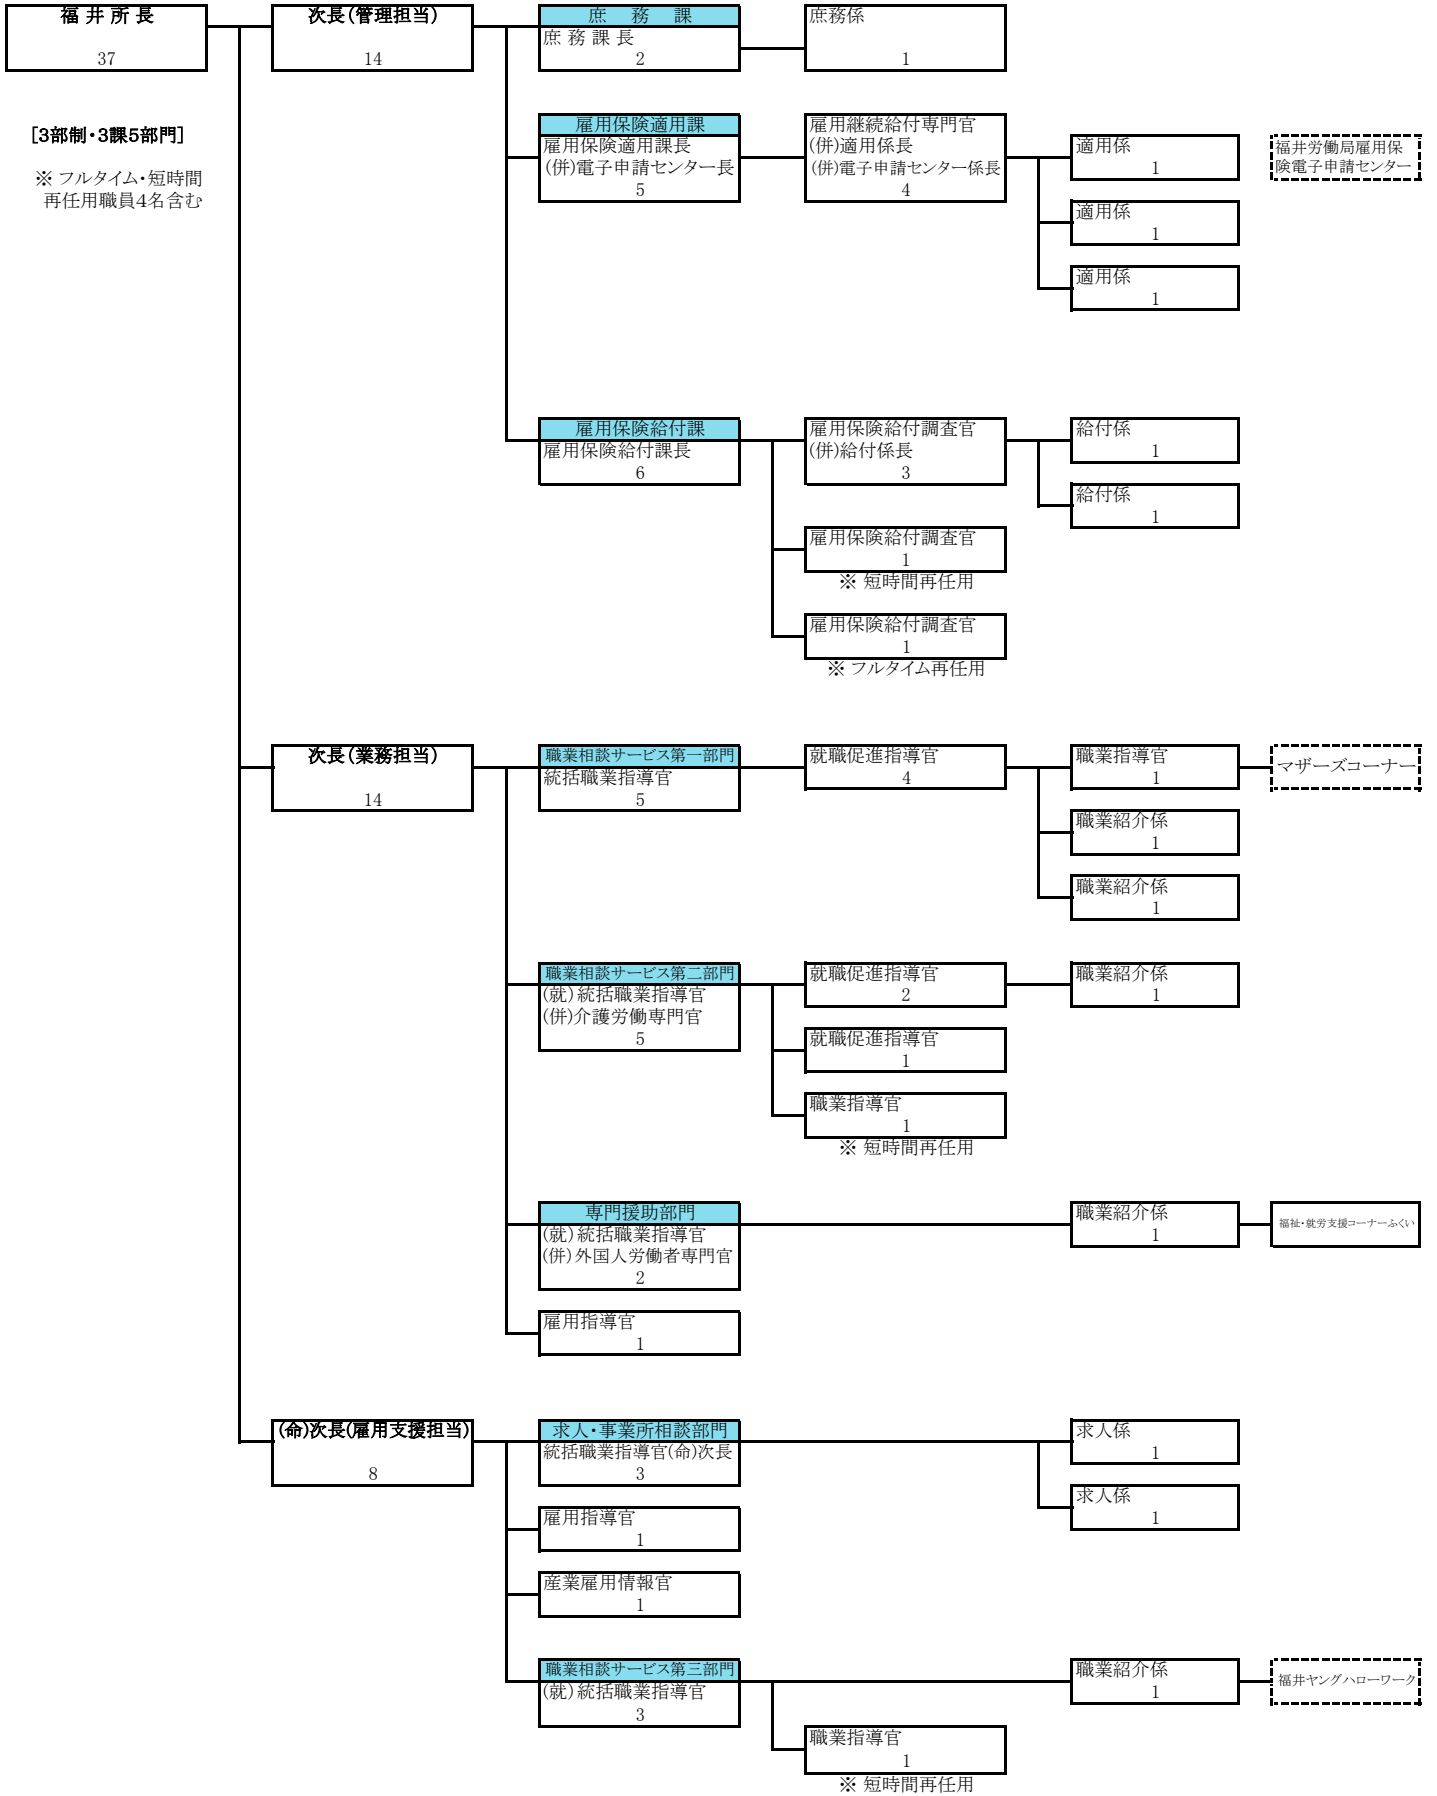 福 井 所 長
37
[3部制・3課5部門]
※ フルタイム・短時間
再任用職員4名含む
次長(管理担当)
14
庶　務　課
庶 務 課 長
2
庶務係
1
雇用保険適用課
雇用保険適用課長
(併)電子申請センター長
5
雇用継続給付専門官
(併)適用係長
(併)電子申請センター係長
4
適用係
1
福井労働局雇用保
険電子申請センター
適用係
1
適用係
1
雇用保険給付課
雇用保険給付課長
6
雇用保険給付調査官
(併)給付係長
3
給付係
1
給付係
1
雇用保険給付調査官
1
※ 短時間再任用
雇用保険給付調査官
1
※ フルタイム再任用
次長(業務担当)
14
職業相談サービス第一部門
統括職業指導官
5
就職促進指導官
4
職業指導官
1
マザーズコーナー
職業紹介係
1
職業紹介係
1
職業相談サービス第二部門
(就)統括職業指導官
(併)介護労働専門官
5
就職促進指導官
2
職業紹介係
1
就職促進指導官
1
職業指導官
1
※ 短時間再任用
専門援助部門
(就)統括職業指導官
(併)外国人労働者専門官
2
職業紹介係
1
福祉・就労支援コーナーふくい
雇用指導官
1
(命)次長(雇用支援担当)
8
求人・事業所相談部門
統括職業指導官(命)次長
3
求人係
1
求人係
1
雇用指導官
1
産業雇用情報官
1
職業相談サービス第三部門
(就)統括職業指導官
3
職業紹介係
1
福井ヤングハローワーク
職業指導官
1
※ 短時間再任用